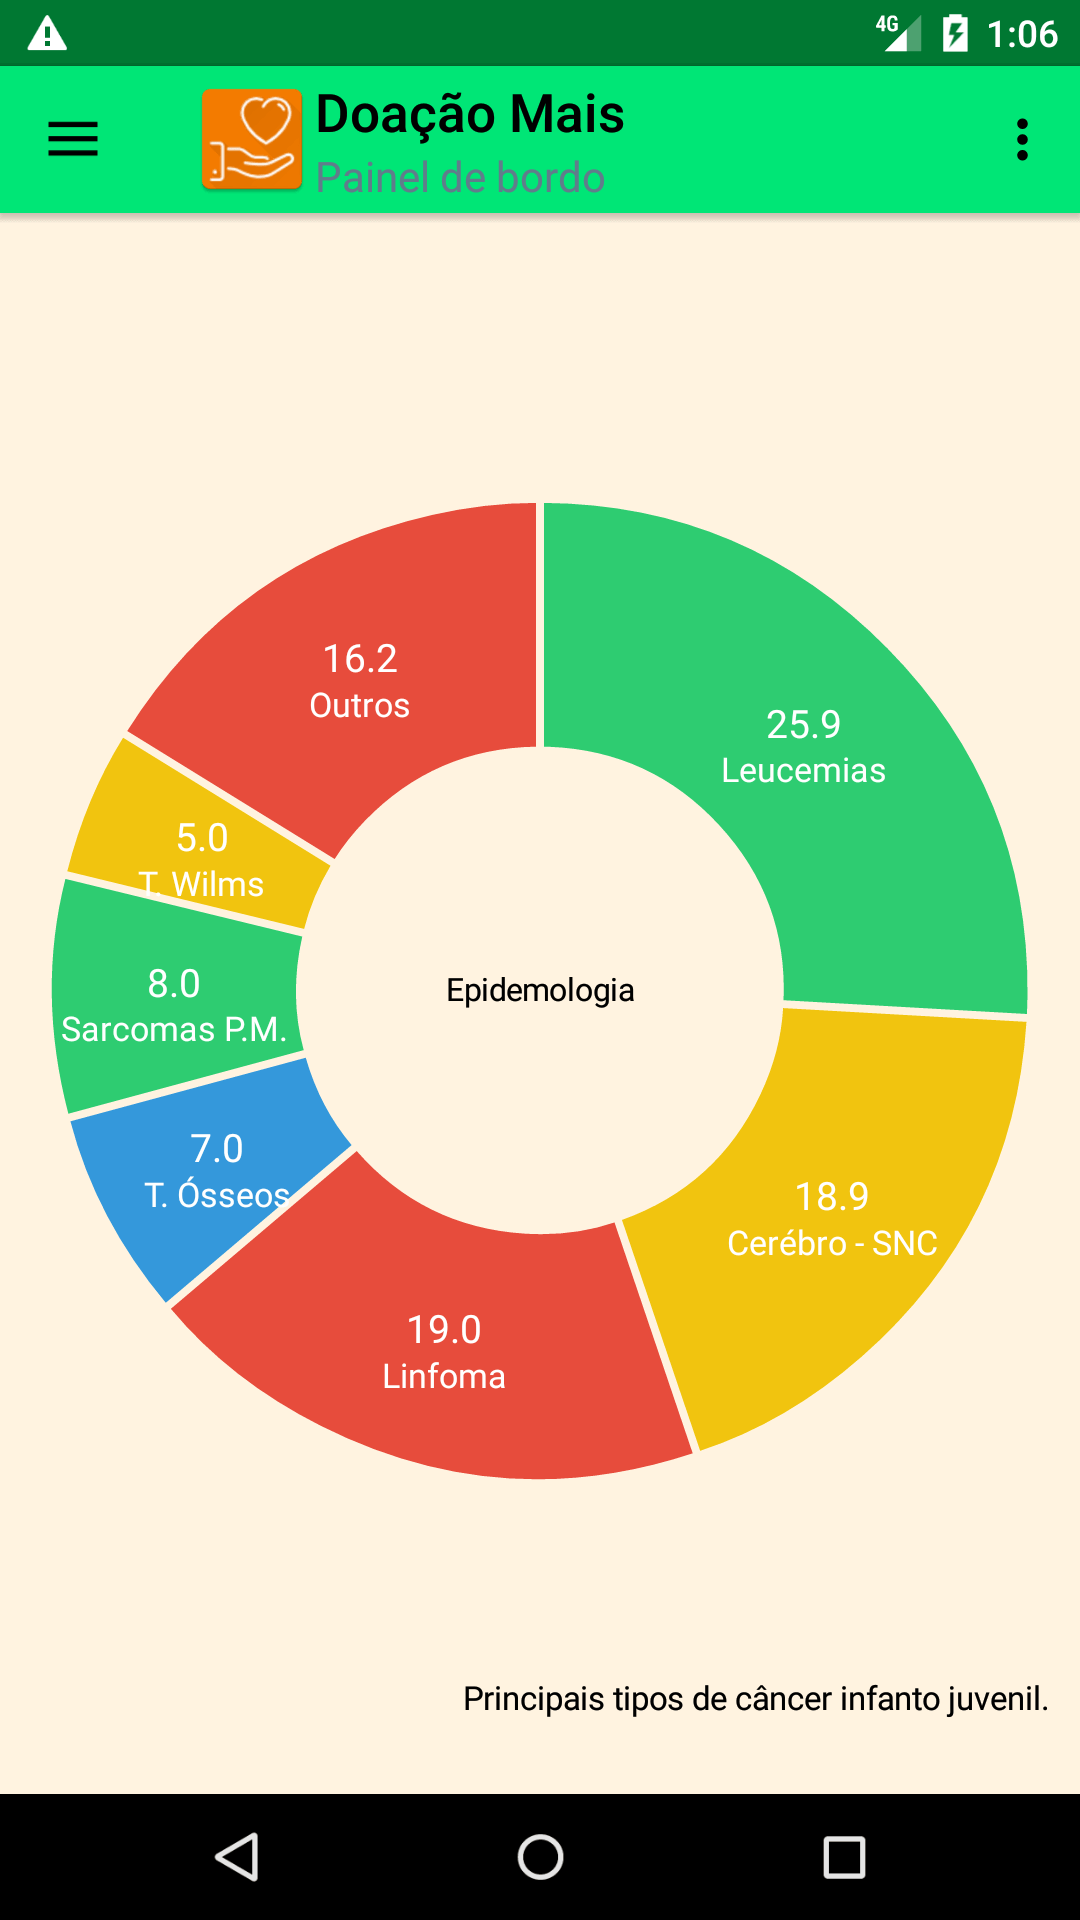 4G 1:06
Doação Mais
Painel de bordo
16.2
Outros
25.9
Leucemias
5.0
T. Wilms
8.0
Sarcomas P.M.
Epidemologia
7.0
T. Ósseos
18.9
Cerébro - SNC
19.0
Linfoma
Principais tipos de câncer infanto juvenil.